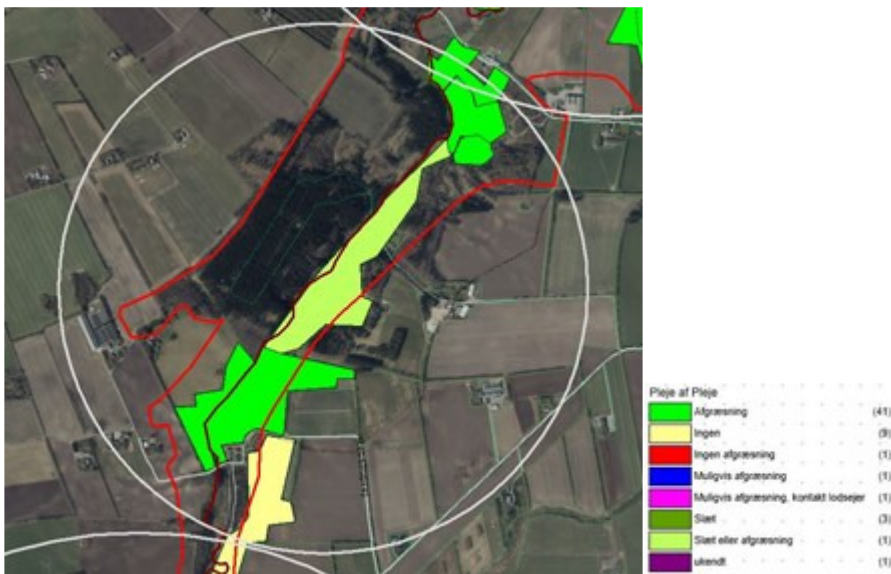 Pleje af Pleje
Afgræsning (41)
Ingen (9)
Ingen afgræsning (1)
Muligvis afgræsning (1)
Muligvis afgræsning, kontakt lodsejer (1)
Slæt (3)
Slæt eller afgræsning (1)
ukendt (1)